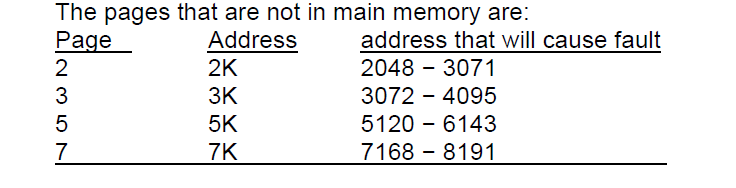 The pages that are not in main memory are:
Page Address address that will cause fault
2 2K 2048 − 3071
3 3K 3072 − 4095
5 5K 5120 − 6143
7 7K 7168 − 8191